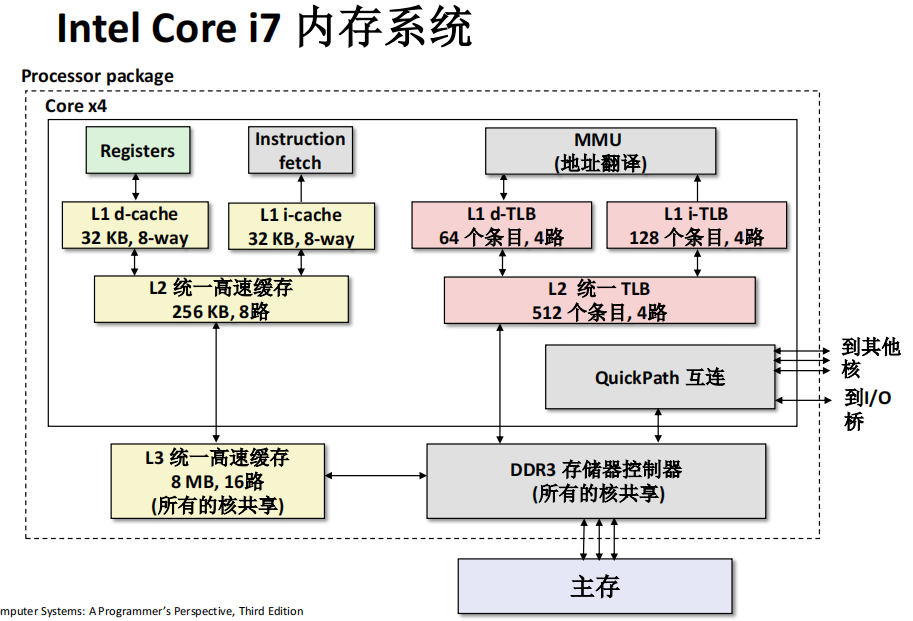 Intel Core i7 内存系统
Processor package
Core x4
Registers
Instruction
fetch
MMU
(地址翻译)
L1 d-cache
32 KB, 8-way
L1 i-cache
32 KB, 8-way
L1 d-TLB
64 个条目, 4路
L1 i-TLB
128 个条目, 4路
L2 统一高速缓存
256 KB, 8路
L2 统一 TLB
512 个条目, 4路
QuickPath 互连
到其他
核
到I/O
桥
L3 统一高速缓存
8 MB, 16路
(所有的核共享)
DDR3 存储器控制器
(所有的核共享)
主存
mputer Systems: A Programmer's Perspective, Third Edition